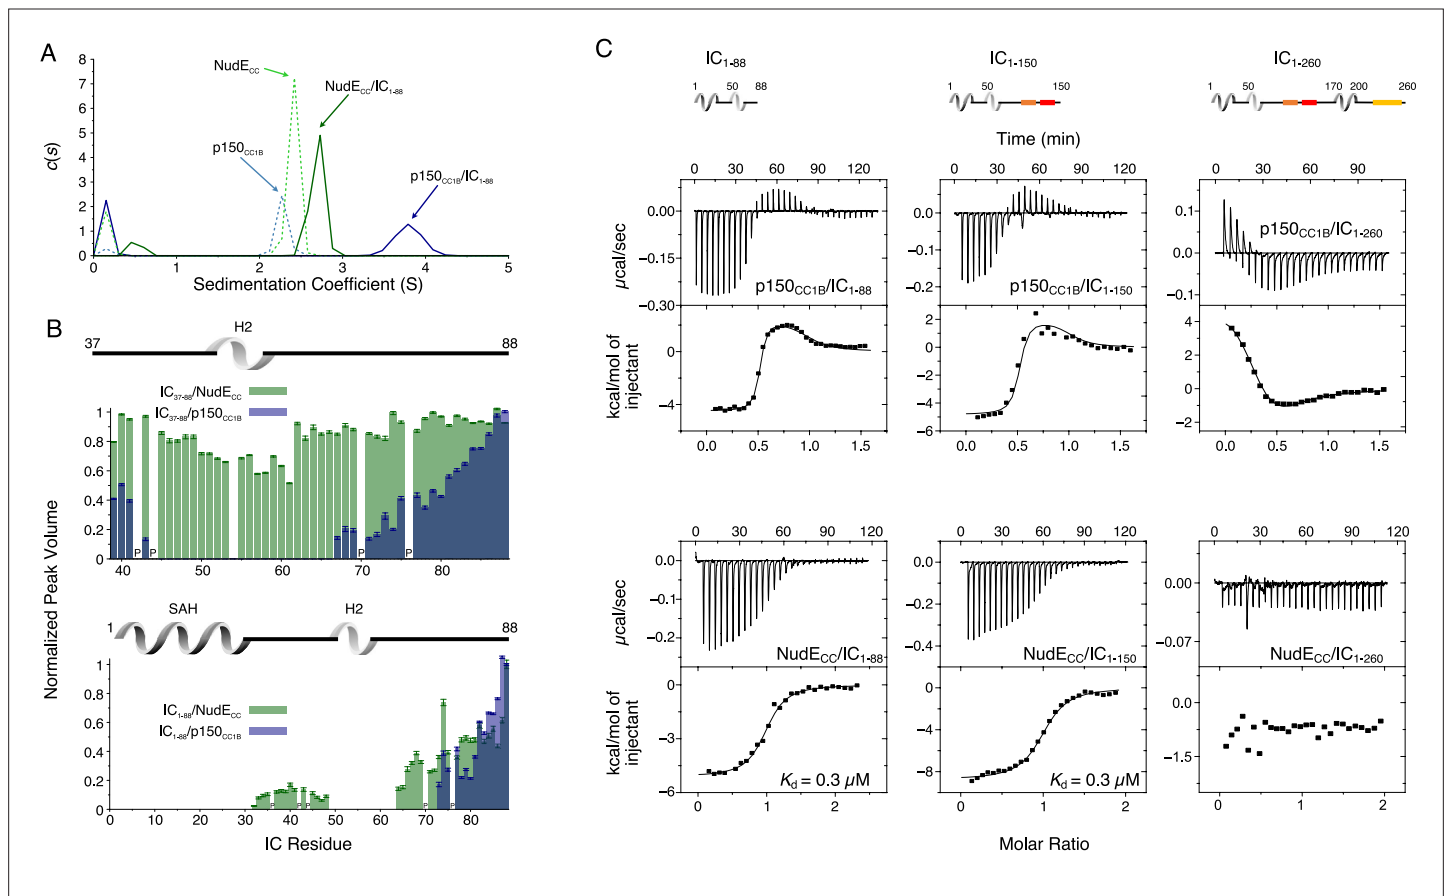 A
c(s)
8
7
6
5
4
3
2
1
0
NudE_CC
NudE_CC/IC_1-88
p150_CC1B
p150_CC1B/IC_1-88
0 1 2 3 4 5
Sedimentation Coefficient (S)
B
H2
37 88
IC_37-88/NudE_CC
IC_37-88/p150_CC1B
Normalized Peak Volume
1
0.8
0.6
0.4
0.2
0
P P P P
40 50 60 70 80
SAH H2
1 88
IC_1-88/NudE_CC
IC_1-88/p150_CC1B
1
0.8
0.6
0.4
0.2
0
P P P P P
0 10 20 30 40 50 60 70 80
IC Residue
C
IC_1-88 IC_1-150 IC_1-260
1 50 88
1 50 150
1 50 170 200 260
Time (min)
0 30 60 90 120
0 30 60 90 120
0 30 60 90
µcal/sec
0.00
−0.15
−0.30
p150_CC1B/IC_1-88
0.1
0.0
−0.1
−0.2
p150_CC1B/IC_1-150
0.1
0.0
−0.1
p150_CC1B/IC_1-260
kcal/mol of
injectant
0
−4
0.0 0.5 1.0 1.5
2
0
−2
−4
−6
0.0 0.5 1.0 1.5
4
2
0
−2
0.0 0.5 1.0 1.5
0 30 60 90 120
0 30 60 90 120
0 30 60 90 120
µcal/sec
0.0
−0.1
−0.2
NudE_CC/IC_1-88
0.0
−0.2
−0.4
NudE_CC/IC_1-150
0.00
−0.07
NudE_CC/IC_1-260
kcal/mol of
injectant
0
−3
−6
K_d = 0.3 µM
0 1 2
0
−4
−8
K_d = 0.3 µM
0 1 2
0.0
−1.5
0 1 2
Molar Ratio